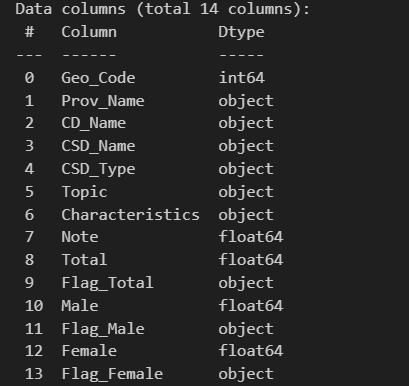 Data columns (total 14 columns):
 #   Column           Dtype
---  ------           -----
 0   Geo_Code         int64
 1   Prov_Name        object
 2   CD_Name          object
 3   CSD_Name         object
 4   CSD_Type         object
 5   Topic            object
 6   Characteristics  object
 7   Note             float64
 8   Total            float64
 9   Flag_Total       object
 10  Male             float64
 11  Flag_Male        object
 12  Female           float64
 13  Flag_Female      object